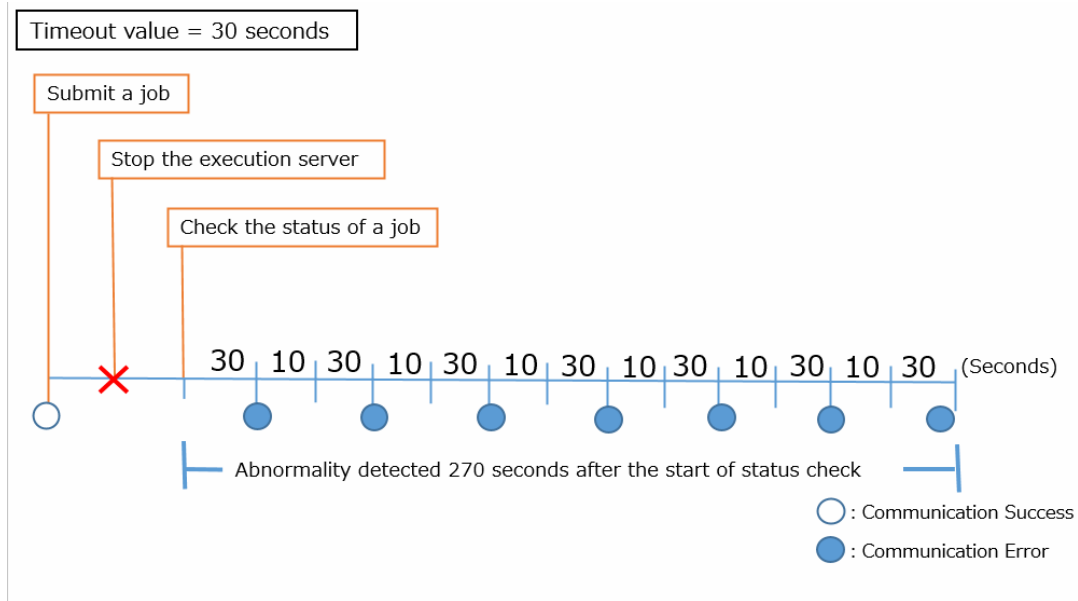 Timeout value = 30 seconds
Submit a job
Stop the execution server
Check the status of a job
30 10 30 10 30 10 30 10 30 10 30 10 30 (Seconds)
Abnormality detected 270 seconds after the start of status check
: Communication Success
: Communication Error